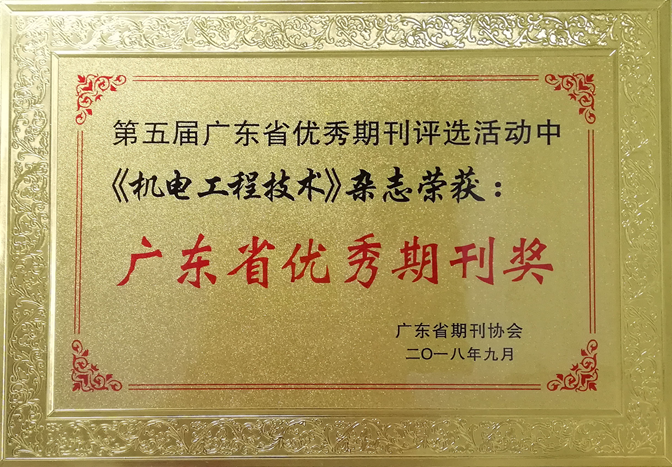 第五届广东省优秀期刊评选活动中
《机电工程技术》杂志荣获：
广东省优秀期刊奖
广东省期刊协会
二〇一八年九月